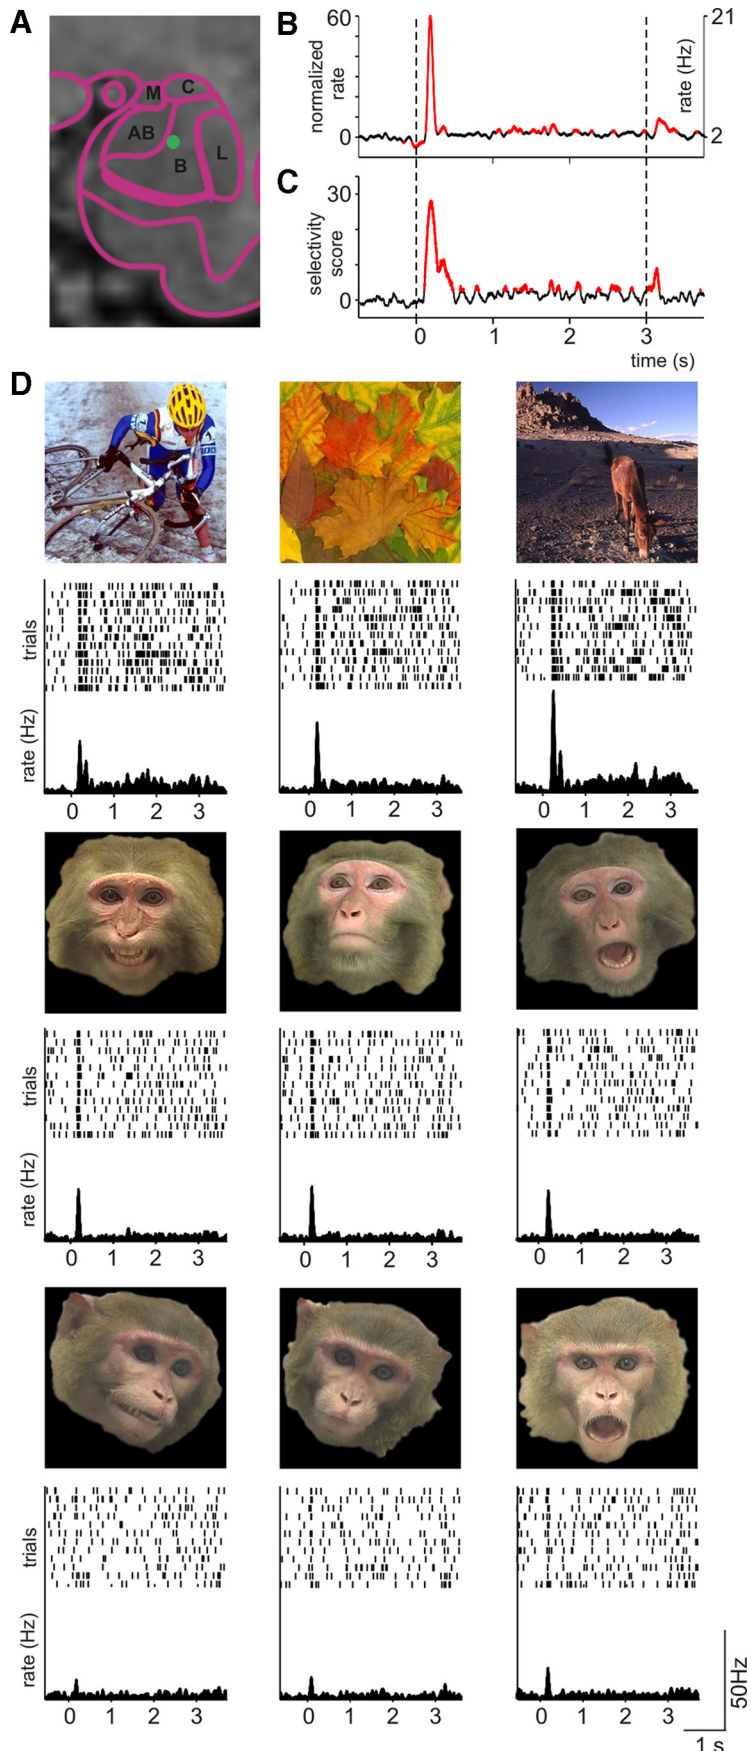 A
M
C
AB
B
L
B
normalized
rate
60
0
21
2
rate (Hz)
C
selectivity
score
30
0
0
1
2
3
time (s)
D
trials
rate (Hz)
0 1 2 3
0 1 2 3
0 1 2 3
trials
rate (Hz)
0 1 2 3
0 1 2 3
0 1 2 3
trials
rate (Hz)
0 1 2 3
0 1 2 3
0 1 2 3
50Hz
1 s